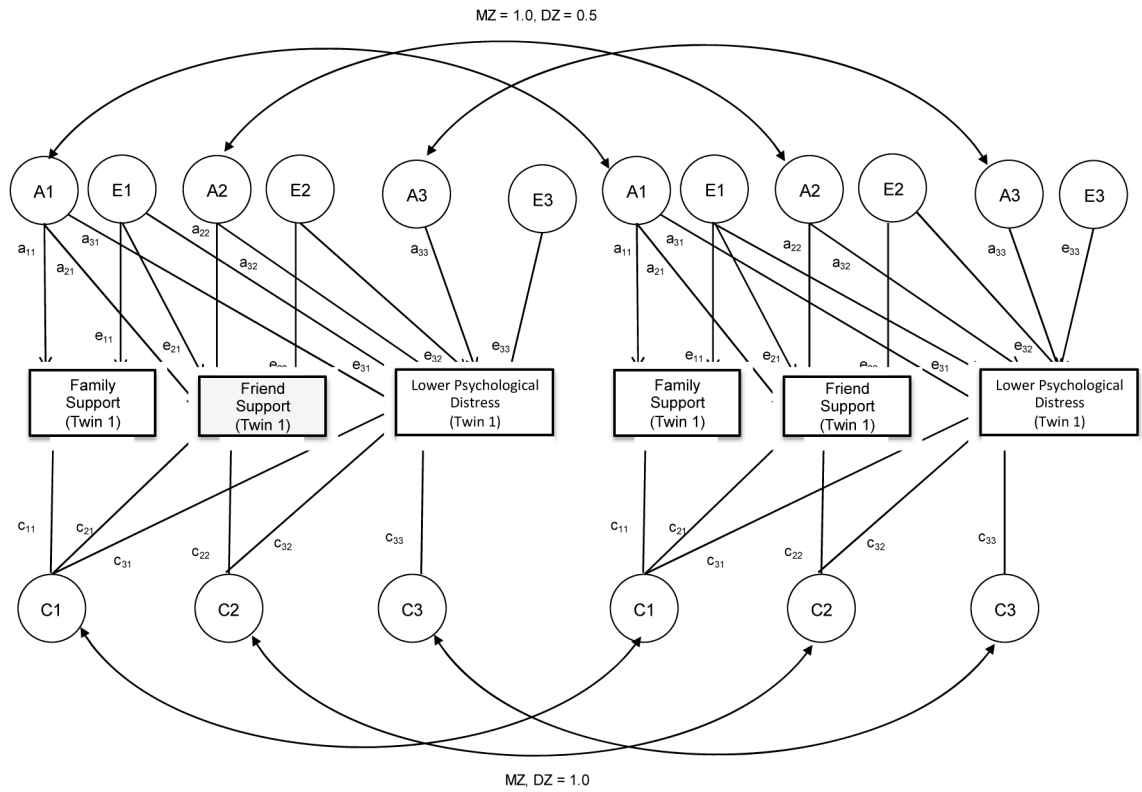 MZ = 1.0, DZ = 0.5
A1 E1 A2 E2 A3 E3 A1 E1 A2 E2 A3 E3
a11 a21 a31 a22 a32 a33 a11 a21 a31 a22 a32 a33 e33
e11 e21 e31 e32 e33 e11 e21 e31 e32
Family
Support
(Twin 1)
Friend
Support
(Twin 1)
Lower Psychological
Distress
(Twin 1)
Family
Support
(Twin 1)
Friend
Support
(Twin 1)
Lower Psychological
Distress
(Twin 1)
c11 c21 c31 c22 c32 c33 c11 c21 c31 c22 c32 c33
C1 C2 C3 C1 C2 C3
MZ, DZ = 1.0